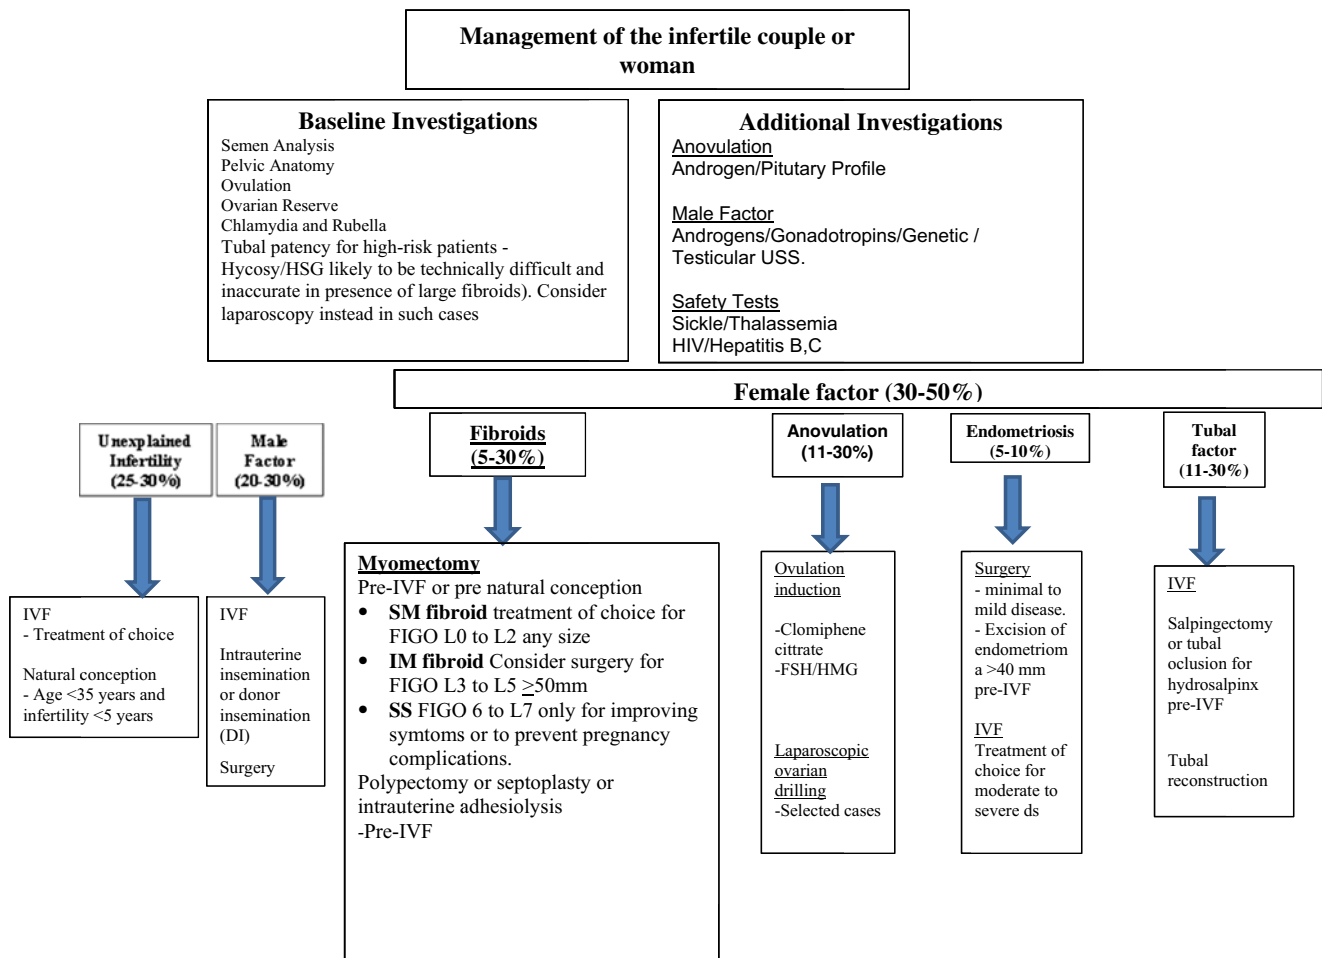 Management of the infertile couple or
woman
Baseline Investigations
Semen Analysis
Pelvic Anatomy
Ovulation
Ovarian Reserve
Chlamydia and Rubella
Tubal patency for high-risk patients -
Hycosy/HSG likely to be technically difficult and
inaccurate in presence of large fibroids). Consider
laparoscopy instead in such cases
Additional Investigations
Anovulation
Androgen/Pitutary Profile
Male Factor
Androgens/Gonadotropins/Genetic /
Testicular USS.
Safety Tests
Sickle/Thalassemia
HIV/Hepatitis B,C
Female factor (30-50%)
Unexplained
Infertility
(25-30%)
Male
Factor
(20-30%)
Fibroids
(5-30%)
Anovulation
(11-30%)
Endometriosis
(5-10%)
Tubal
factor
(11-30%)
IVF
- Treatment of choice
Natural conception
- Age <35 years and
infertility <5 years
IVF
Intrauterine
insemination
or donor
insemination
(DI)
Surgery
Myomectomy
Pre-IVF or pre natural conception
• SM fibroid treatment of choice for
FIGO L0 to L2 any size
• IM fibroid Consider surgery for
FIGO L3 to L5 ≥50mm
• SS FIGO 6 to L7 only for improving
symtoms or to prevent pregnancy
complications.
Polypectomy or septoplasty or
intrauterine adhesiolysis
-Pre-IVF
Ovulation
induction
-Clomiphene
cittrate
-FSH/HMG
Laparoscopic
ovarian
drilling
-Selected cases
Surgery
- minimal to
mild disease.
- Excision of
endometriom
a >40 mm
pre-IVF
IVF
Treatment of
choice for
moderate to
severe ds
IVF
Salpingectomy
or tubal
oclusion for
hydrosalpinx
pre-IVF
Tubal
reconstruction